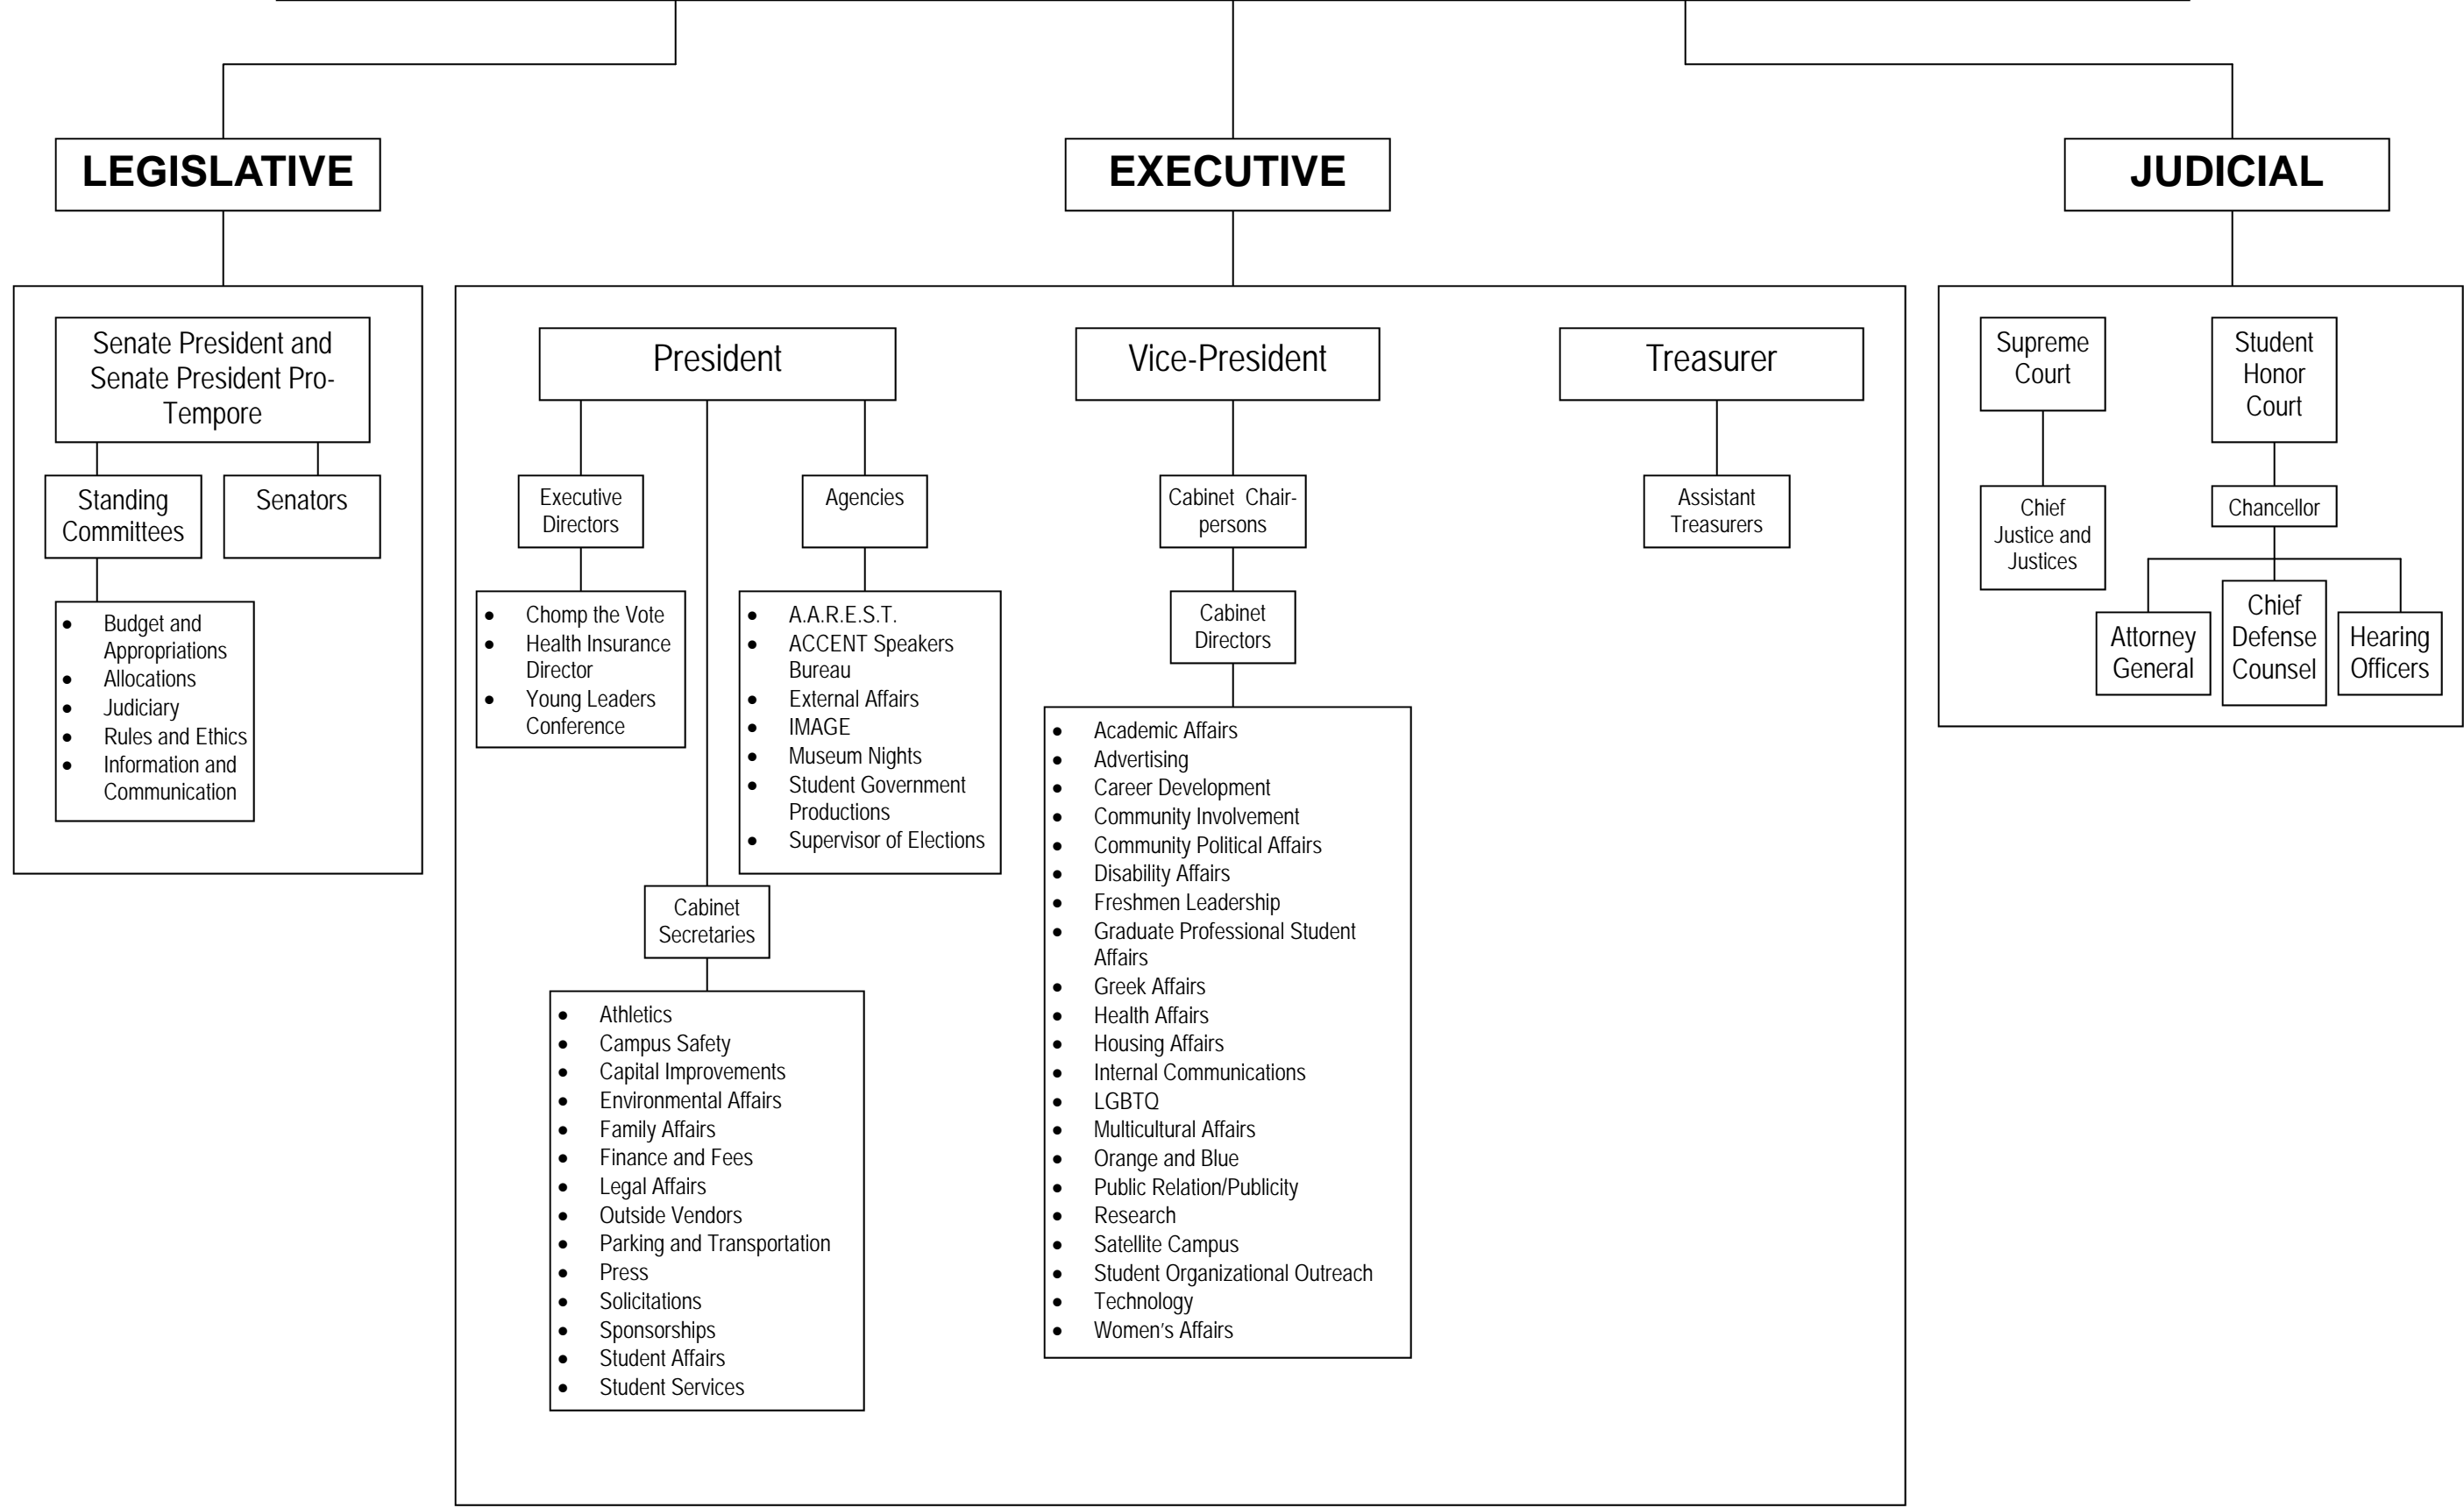 LEGISLATIVE
EXECUTIVE
JUDICIAL
Senate President and
Senate President Pro-
Tempore
Standing
Committees
Senators
• Budget and
Appropriations
• Allocations
• Judiciary
• Rules and Ethics
• Information and
Communication
President
Executive
Directors
• Chomp the Vote
• Health Insurance
Director
• Young Leaders
Conference
Agencies
• A.A.R.E.S.T.
• ACCENT Speakers
Bureau
• External Affairs
• IMAGE
• Museum Nights
• Student Government
Productions
• Supervisor of Elections
Cabinet
Secretaries
• Athletics
• Campus Safety
• Capital Improvements
• Environmental Affairs
• Family Affairs
• Finance and Fees
• Legal Affairs
• Outside Vendors
• Parking and Transportation
• Press
• Solicitations
• Sponsorships
• Student Affairs
• Student Services
Vice-President
Cabinet Chair-
persons
Cabinet
Directors
• Academic Affairs
• Advertising
• Career Development
• Community Involvement
• Community Political Affairs
• Disability Affairs
• Freshmen Leadership
• Graduate Professional Student
Affairs
• Greek Affairs
• Health Affairs
• Housing Affairs
• Internal Communications
• LGBTQ
• Multicultural Affairs
• Orange and Blue
• Public Relation/Publicity
• Research
• Satellite Campus
• Student Organizational Outreach
• Technology
• Women's Affairs
Treasurer
Assistant
Treasurers
Supreme
Court
Chief
Justice and
Justices
Student
Honor
Court
Chancellor
Attorney
General
Chief
Defense
Counsel
Hearing
Officers